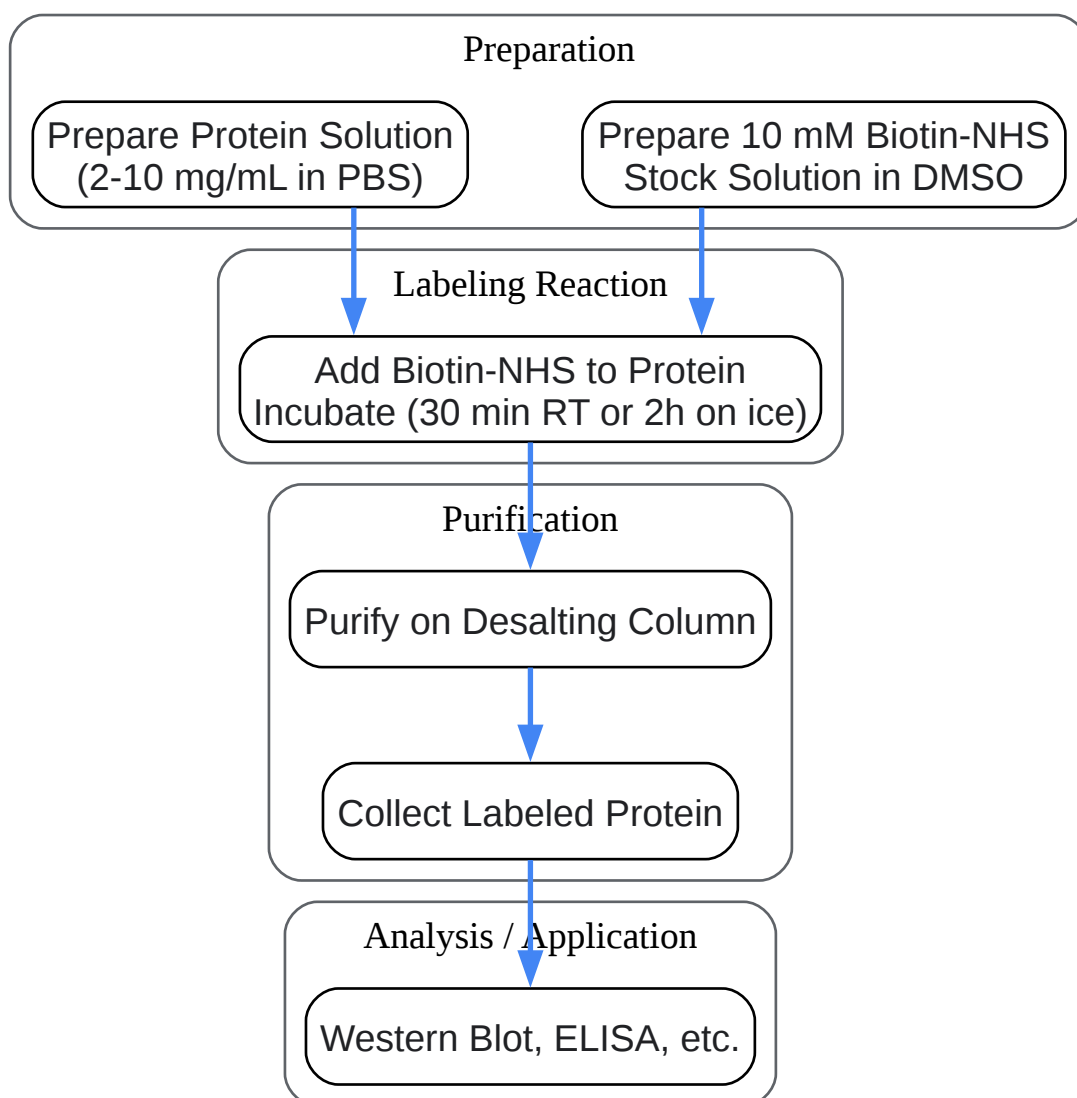 Preparation
Prepare Protein Solution
(2-10 mg/mL in PBS)
Prepare 10 mM Biotin-NHS
Stock Solution in DMSO
Labeling Reaction
Add Biotin-NHS to Protein
Incubate (30 min RT or 2h on ice)
Purification
Purify on Desalting Column
Collect Labeled Protein
Analysis / Application
Western Blot, ELISA, etc.